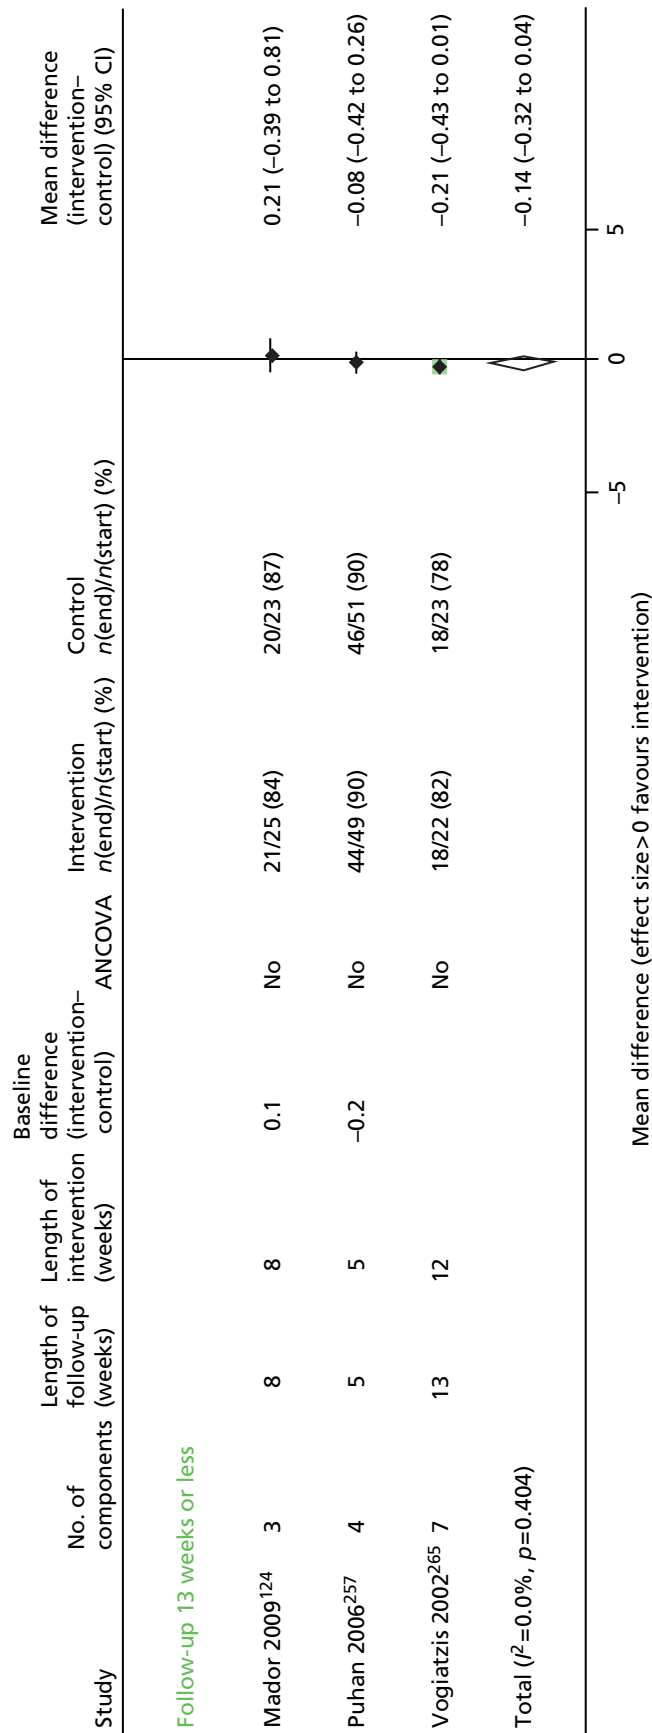 Study
No. of
components
Length of
follow-up
(weeks)
Length of
intervention
(weeks)
Baseline
difference
(intervention–
control)
ANCOVA
Intervention
n(end)/n(start) (%)
Control
n(end)/n(start) (%)
Mean difference
(intervention–
control) (95% CI)
Follow-up 13 weeks or less
Mador 2009124 3 8 8 0.1 No 21/25 (84) 20/23 (87) 0.21 (–0.39 to 0.81)
Puhan 2006257 4 5 5 –0.2 No 44/49 (90) 46/51 (90) –0.08 (–0.42 to 0.26)
Vogiatzis 2002265 7 13 12 No 18/22 (82) 18/23 (78) –0.21 (–0.43 to 0.01)
Total (I2=0.0%, p=0.404) –0.14 (–0.32 to 0.04)
–5 0 5
Mean difference (effect size>0 favours intervention)